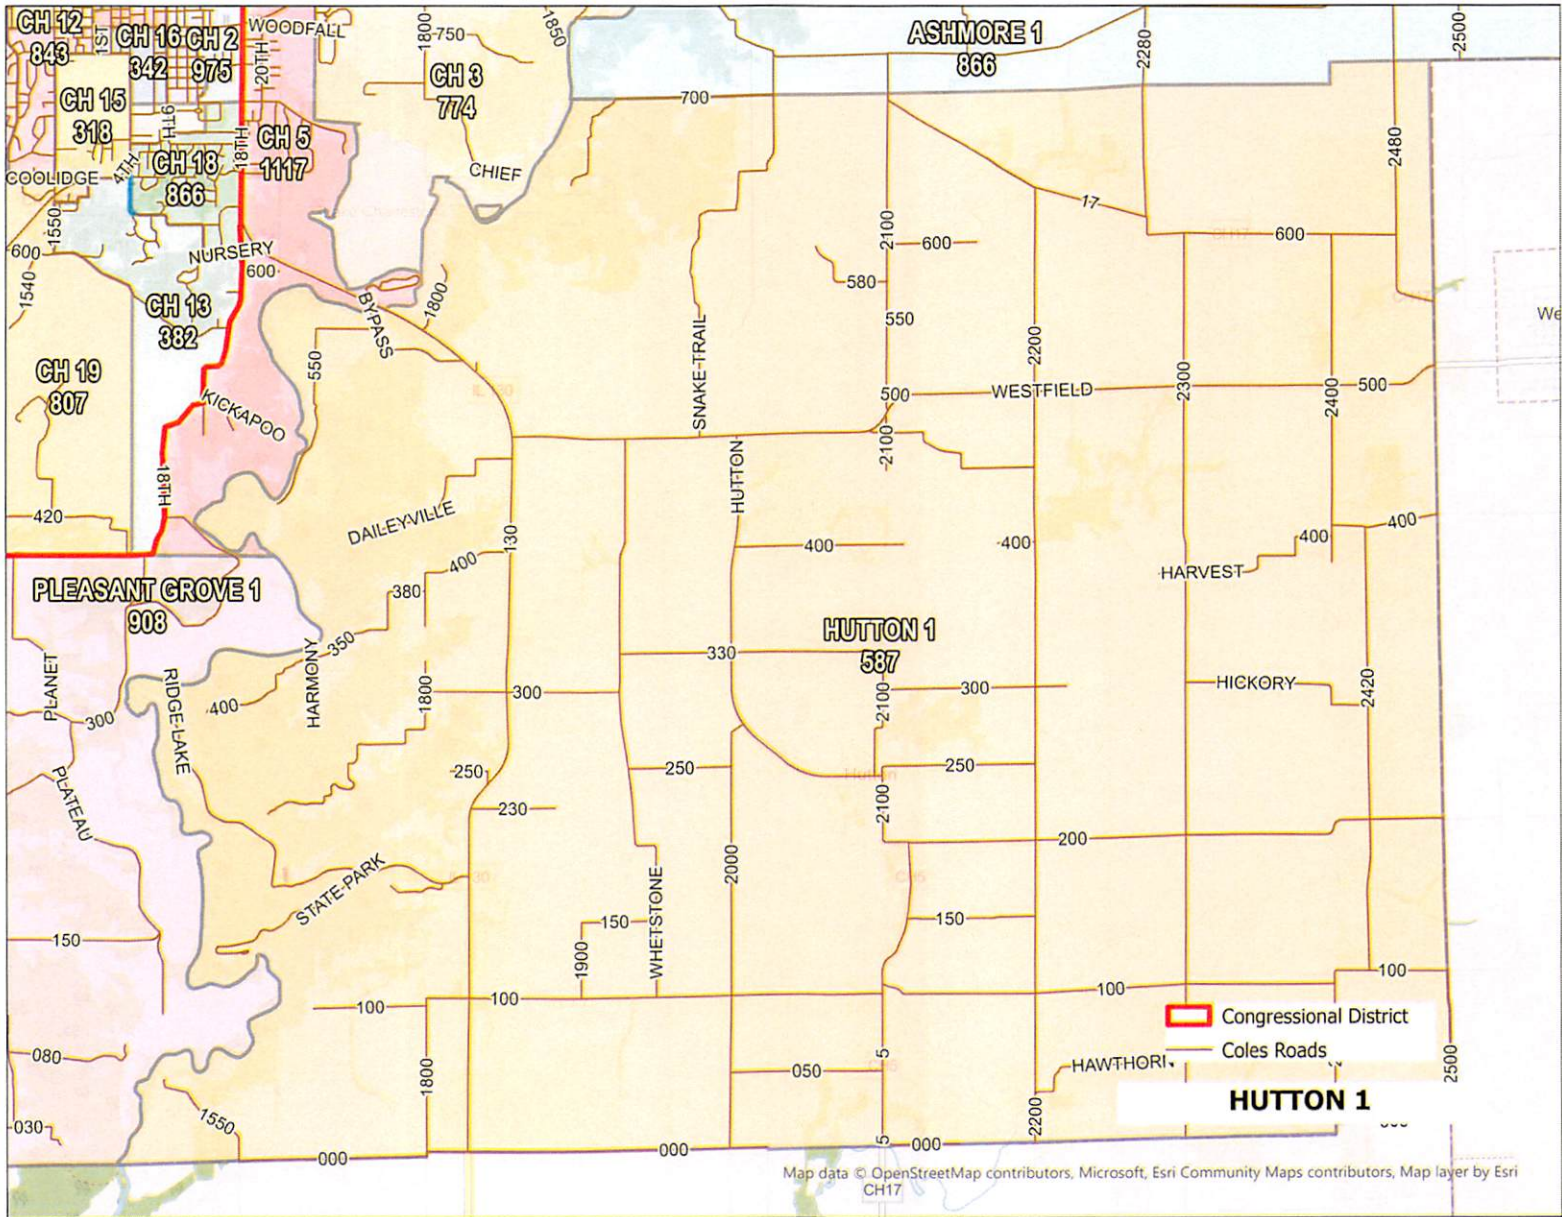 CH 12
843
1ST
CH 16
342
CH 2
975
WOODFALL
20TH
1800
750
1850
CH 3
774
ASHMORE 1
866
2280
2500
CH 15
318
9TH
18TH
CH 5
1117
700
2480
COOLIDGE
4TH
CH 18
866
CHIEF
17
1550
600
NURSERY
600
2100
600
600
1540
CH 13
382
BYPASS
1800
580
550
We
CH 19
807
550
SNAKE-TRAIL
2200
KICKAPOO
500
WESTFIELD
2300
2400
500
18TH
HUTTON
2100
420
DAILEYVILLE
130
400
400
400
400
400
HARVEST
PLEASANT GROVE 1
908
380
350
HUTTON 1
587
330
PLANET
RIDGE-LAKE
HARMONY
400
1800
300
2100
300
HICKORY
2420
300
250
250
250
Hutton
PLATEAU
230
2100
200
STATE-PARK
2000
150
WHETSTONE
150
150
1900
100
100
100
100
080
1800
050
5
HAWTHORN
2500
Congressional District
Coles Roads
HUTTON 1
030
1550
2200
000
000
5
000
Map data © OpenStreetMap contributors, Microsoft, Esri Community Maps contributors, Map layer by Esri
CH17